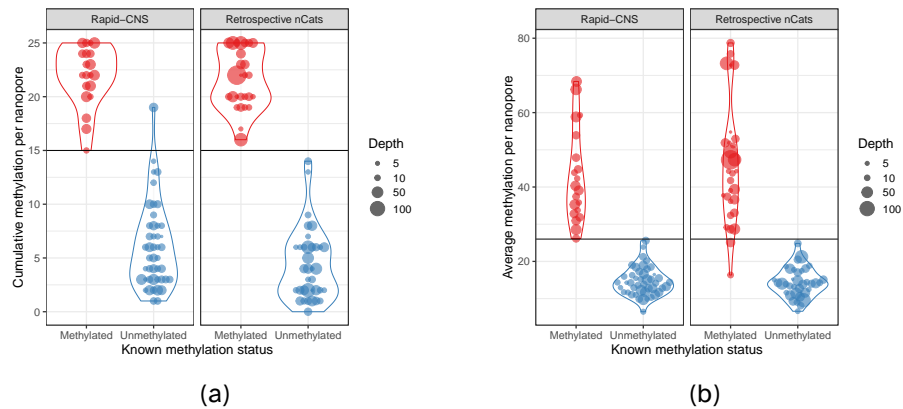 Rapid−CNS
Retrospective nCats
25
20
15
10
5
0
Cumulative methylation per nanopore
Methylated
Unmethylated
Methylated
Unmethylated
Known methylation status
Depth
5
10
50
100
(a)
Rapid−CNS
Retrospective nCats
80
60
40
20
Average methylation per nanopore
Methylated
Unmethylated
Methylated
Unmethylated
Known methylation status
Depth
5
10
50
100
(b)